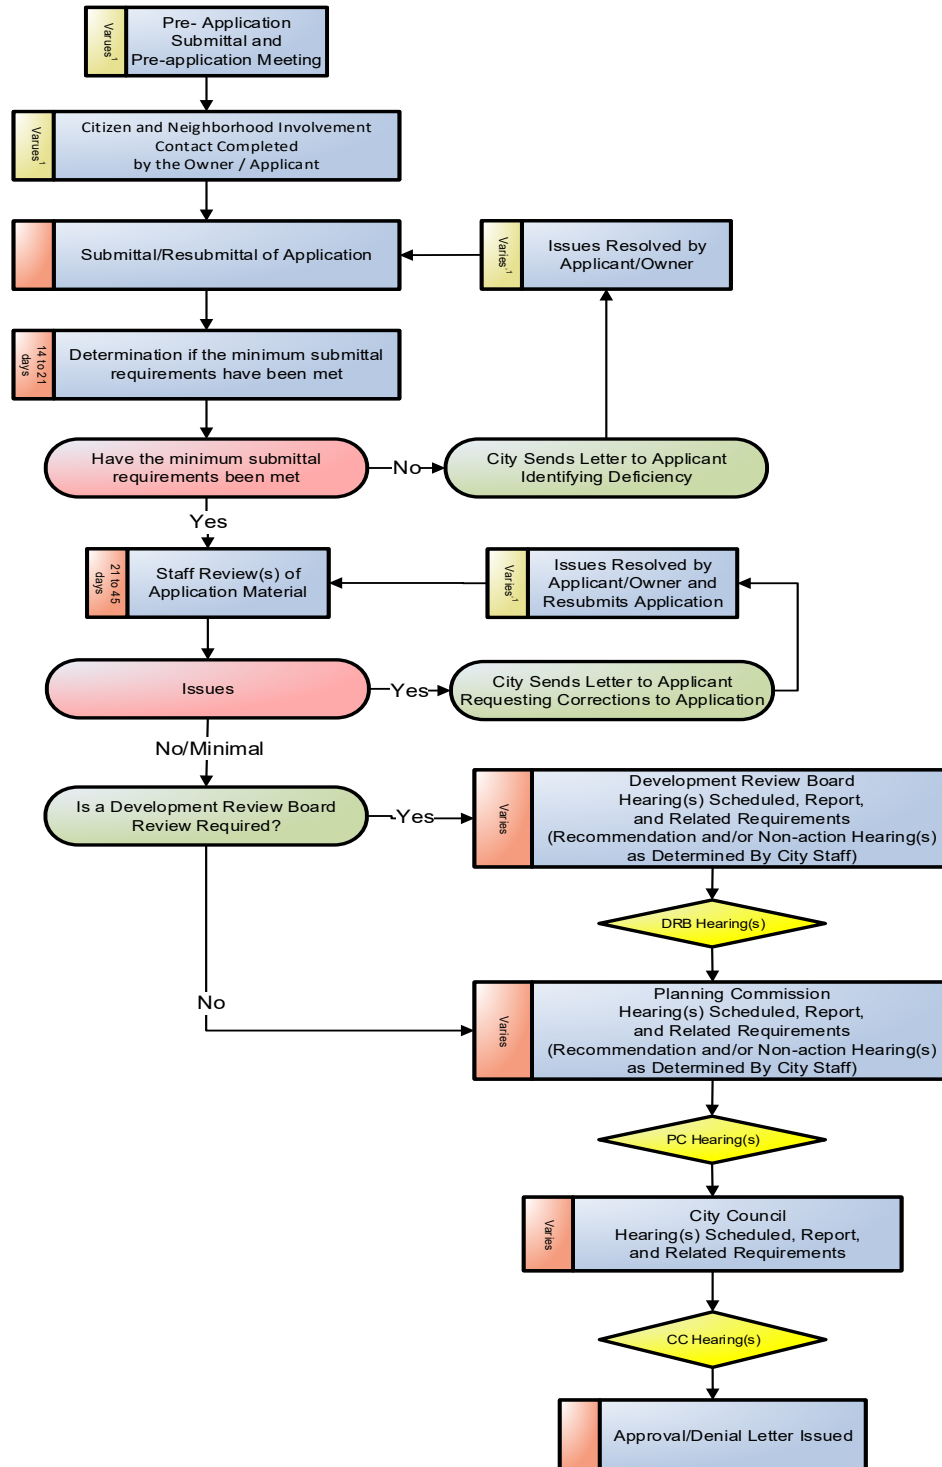 Varues¹
Pre- Application
Submittal and
Pre-application Meeting
Varues¹
Citizen and Neighborhood Involvement
Contact Completed
by the Owner / Applicant
Submittal/Resubmittal of Application
Varies,¹
Issues Resolved by
Applicant/Owner
14 to 21
days
Determination if the minimum submittal
requirements have been met
Have the minimum submittal
requirements been met
No
City Sends Letter to Applicant
Identifying Deficiency
Yes
21 to 45
days
Staff Review(s) of
Application Material
Varies,¹
Issues Resolved by
Applicant/Owner and
Resubmits Application
Issues
Yes
City Sends Letter to Applicant
Requesting Corrections to Application
No/Minimal
Is a Development Review Board
Review Required?
Yes
Varies
Development Review Board
Hearing(s) Scheduled, Report,
and Related Requirements
(Recommendation and/or Non-action Hearing(s)
as Determined By City Staff)
DRB Hearing(s)
No
Varies
Planning Commission
Hearing(s) Scheduled, Report,
and Related Requirements
(Recommendation and/or Non-action Hearing(s)
as Determined By City Staff)
PC Hearing(s)
Varies
City Council
Hearing(s) Scheduled, Report,
and Related Requirements
CC Hearing(s)
Approval/Denial Letter Issued